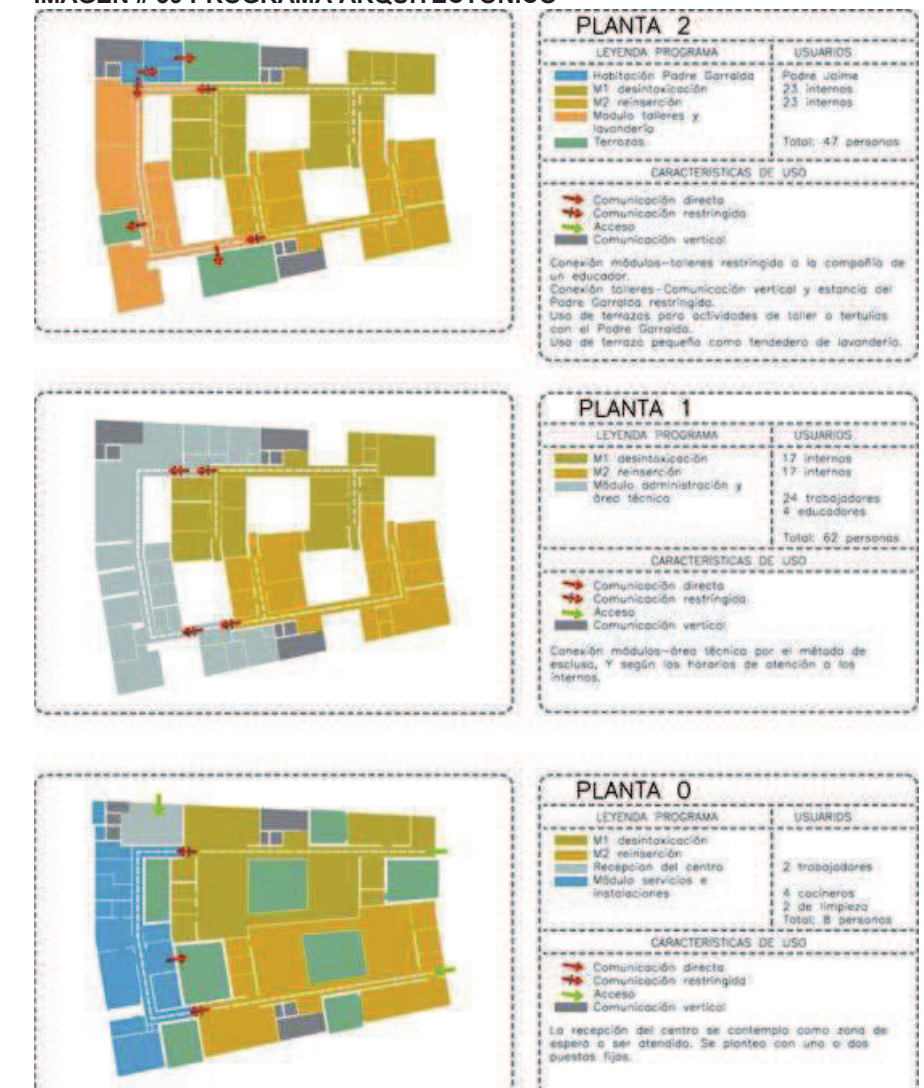 PROGRAMA ARQUITECTÓNICO
PLANTA 2
LEYENDA PROGRAMA
USUARIOS
Habitación Padre Garralda
Padre Jaime
M1 desintoxicación
23 internos
M2 reinserción
23 internos
Modulo talleres y
lavandería
Terrazas
Total: 47 personas
CARACTERISTICAS DE USO
Comunicación directa
Comunicación restringida
Acceso
Comunicación vertical
Conexión módulos-talleres restringida a la compañía de
un educador.
Conexión talleres-Comunicación vertical y estancia del
Padre Garralda restringida.
Uso de terrazas para actividades de taller o tertulias
con el Padre Garralda.
Uso de terraza pequeña como tendedero de lavandería.
PLANTA 1
LEYENDA PROGRAMA
USUARIOS
M1 desintoxicación
17 internos
M2 reinserción
17 internos
Módulo administración y
área técnica
24 trabajadores
4 educadores
Total: 62 personas
CARACTERISTICAS DE USO
Comunicación directa
Comunicación restringida
Acceso
Comunicación vertical
Conexión módulos-área técnica por el método de
esclusa, Y según los horarios de atención a los
internos.
PLANTA 0
LEYENDA PROGRAMA
USUARIOS
M1 desintoxicación
M2 reinserción
Recepcion del centro
2 trabajadores
Módulo servicios e
instalaciones
4 cocineros
2 de limpieza
Total: 8 personas
CARACTERÍSTICAS DE USO
Comunicación directa
Comunicación restringida
Acceso
Comunicación vertical
La recepción del centro se contempla como zona de
espera a ser atendido. Se plantea con uno o dos
puestos fijos.